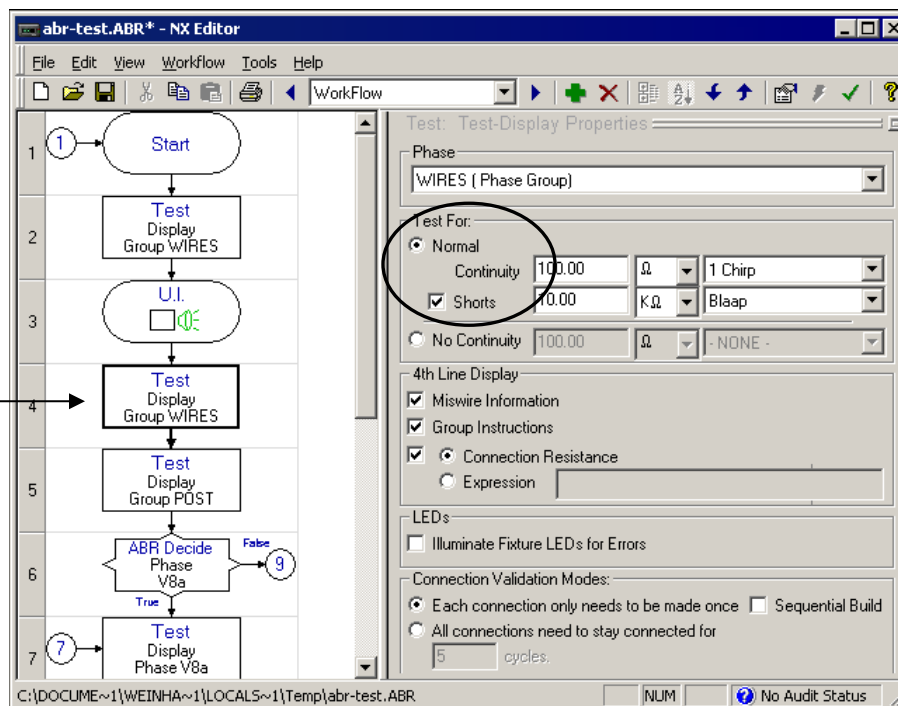 abr-test.ABR* - NX Editor
File Edit View Workflow Tools Help
WorkFlow
1
1
Start
2
Test
Display
Group WIRES
3
U.I.
4
Test
Display
Group WIRES
5
Test
Display
Group POST
6
ABR Decide
Phase
V8a
False
9
True
7
7
Test
Display
Phase V8a
Test: Test-Display Properties
Phase
WIRES ( Phase Group)
Test For:
Normal
Continuity 100.00 Ω 1 Chirp
Shorts 10.00 KΩ Blaap
No Continuity 100.00 Ω - NONE -
4th Line Display
Miswire Information
Group Instructions
Connection Resistance
Expression
LEDs
Illuminate Fixture LEDs for Errors
Connection Validation Modes:
Each connection only needs to be made once Sequential Build
All connections need to stay connected for
5 cycles.
C:\DOCUME~1\WEINHA~1\LOCALS~1\Temp\abr-test.ABR NUM No Audit Status